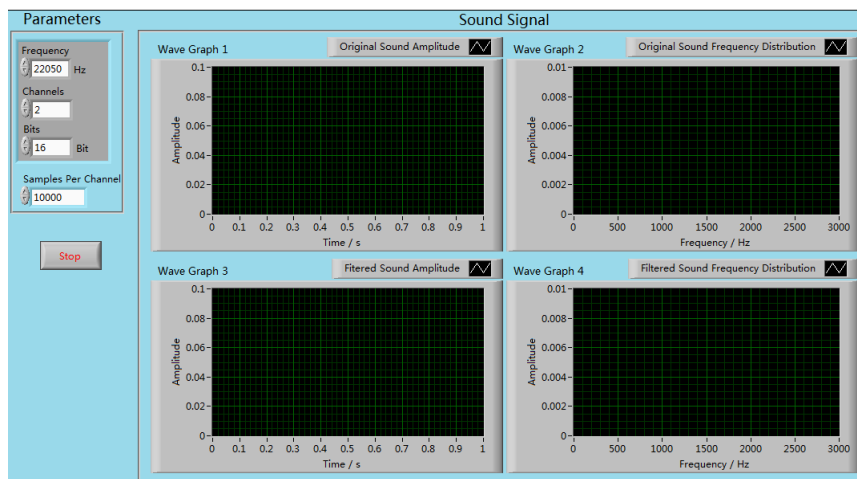 Parameters
Sound Signal
Frequency
22050 Hz
Channels
2
Bits
16 Bit
Samples Per Channel
10000
Stop
Wave Graph 1
Original Sound Amplitude
Amplitude
0.1
0.08
0.06
0.04
0.02
0
0 0.1 0.2 0.3 0.4 0.5 0.6 0.7 0.8 0.9 1
Time / s
Wave Graph 2
Original Sound Frequency Distribution
Amplitude
0.01
0.008
0.006
0.004
0.002
0
0 500 1000 1500 2000 2500 3000
Frequency / Hz
Wave Graph 3
Fitered Sound Amplitude
Amplitude
0.1
0.08
0.06
0.04
0.02
0
0 0.1 0.2 0.3 0.4 0.5 0.6 0.7 0.8 0.9 1
Time / s
Wave Graph 4
Filtered Sound Frequency Distribution
Amplitude
0.01
0.008
0.006
0.004
0.002
0
0 500 1000 1500 2000 2500 3000
Frequency / Hz